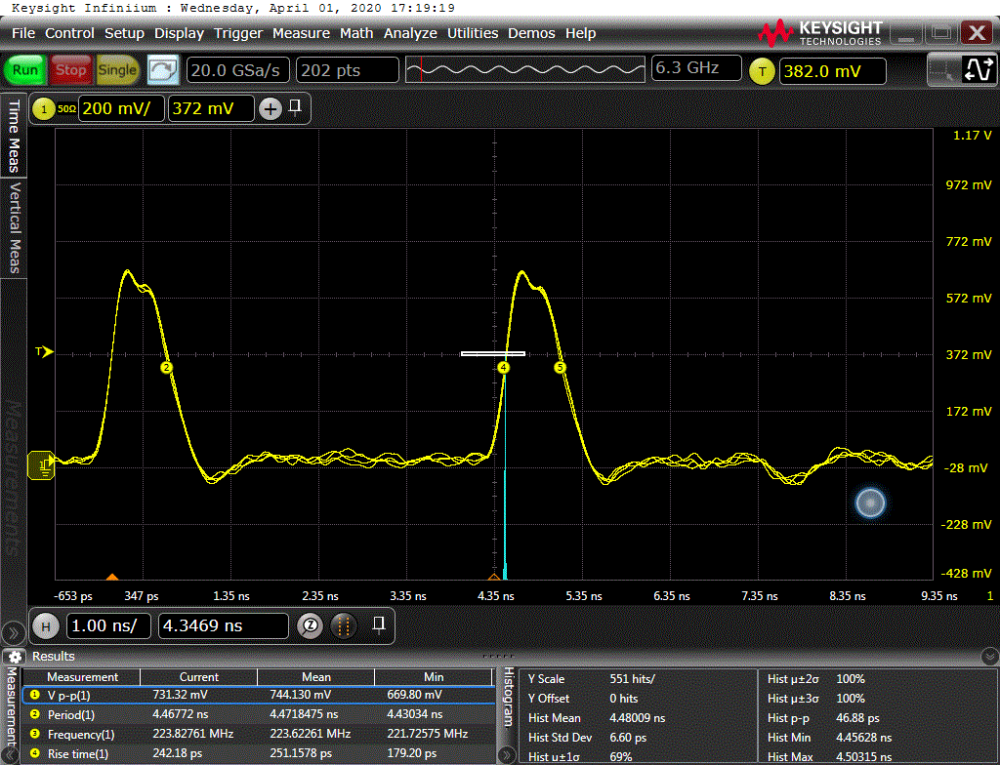 Keysight Infiniium : Wednesday, April 01, 2020 17:19:19
File Control Setup Display Trigger Measure Math Analyze Utilities Demos Help
KEYSIGHT
TECHNOLOGIES
Run Stop Single 20.0 GSa/s 202 pts 6.3 GHz T 382.0 mV
1 50Ω 200 mV/ 372 mV
Time Meas
Vertical Meas
Measurements
1.17 V
972 mV
772 mV
572 mV
T
372 mV
2 4 5
172 mV
1
-28 mV
-228 mV
-428 mV
-653 ps 347 ps 1.35 ns 2.35 ns 3.35 ns 4.35 ns 5.35 ns 6.35 ns 7.35 ns 8.35 ns 9.35 ns 1
H 1.00 ns/ 4.3469 ns
Results
Measurement
Measurement Current Mean Min
1 V p-p(1) 731.32 mV 744.130 mV 669.80 mV
2 Period(1) 4.46772 ns 4.4718475 ns 4.43034 ns
3 Frequency(1) 223.82761 MHz 223.62261 MHz 221.72575 MHz
4 Rise time(1) 242.18 ps 251.1578 ps 179.20 ps
Histogram
Y Scale 551 hits/ Hist μ±2σ 100%
Y Offset 0 hits Hist μ±3σ 100%
Hist Mean 4.48009 ns Hist p-p 46.88 ps
Hist Std Dev 6.60 ps Hist Min 4.45628 ns
Hist μ±1σ 69% Hist Max 4.50315 ns